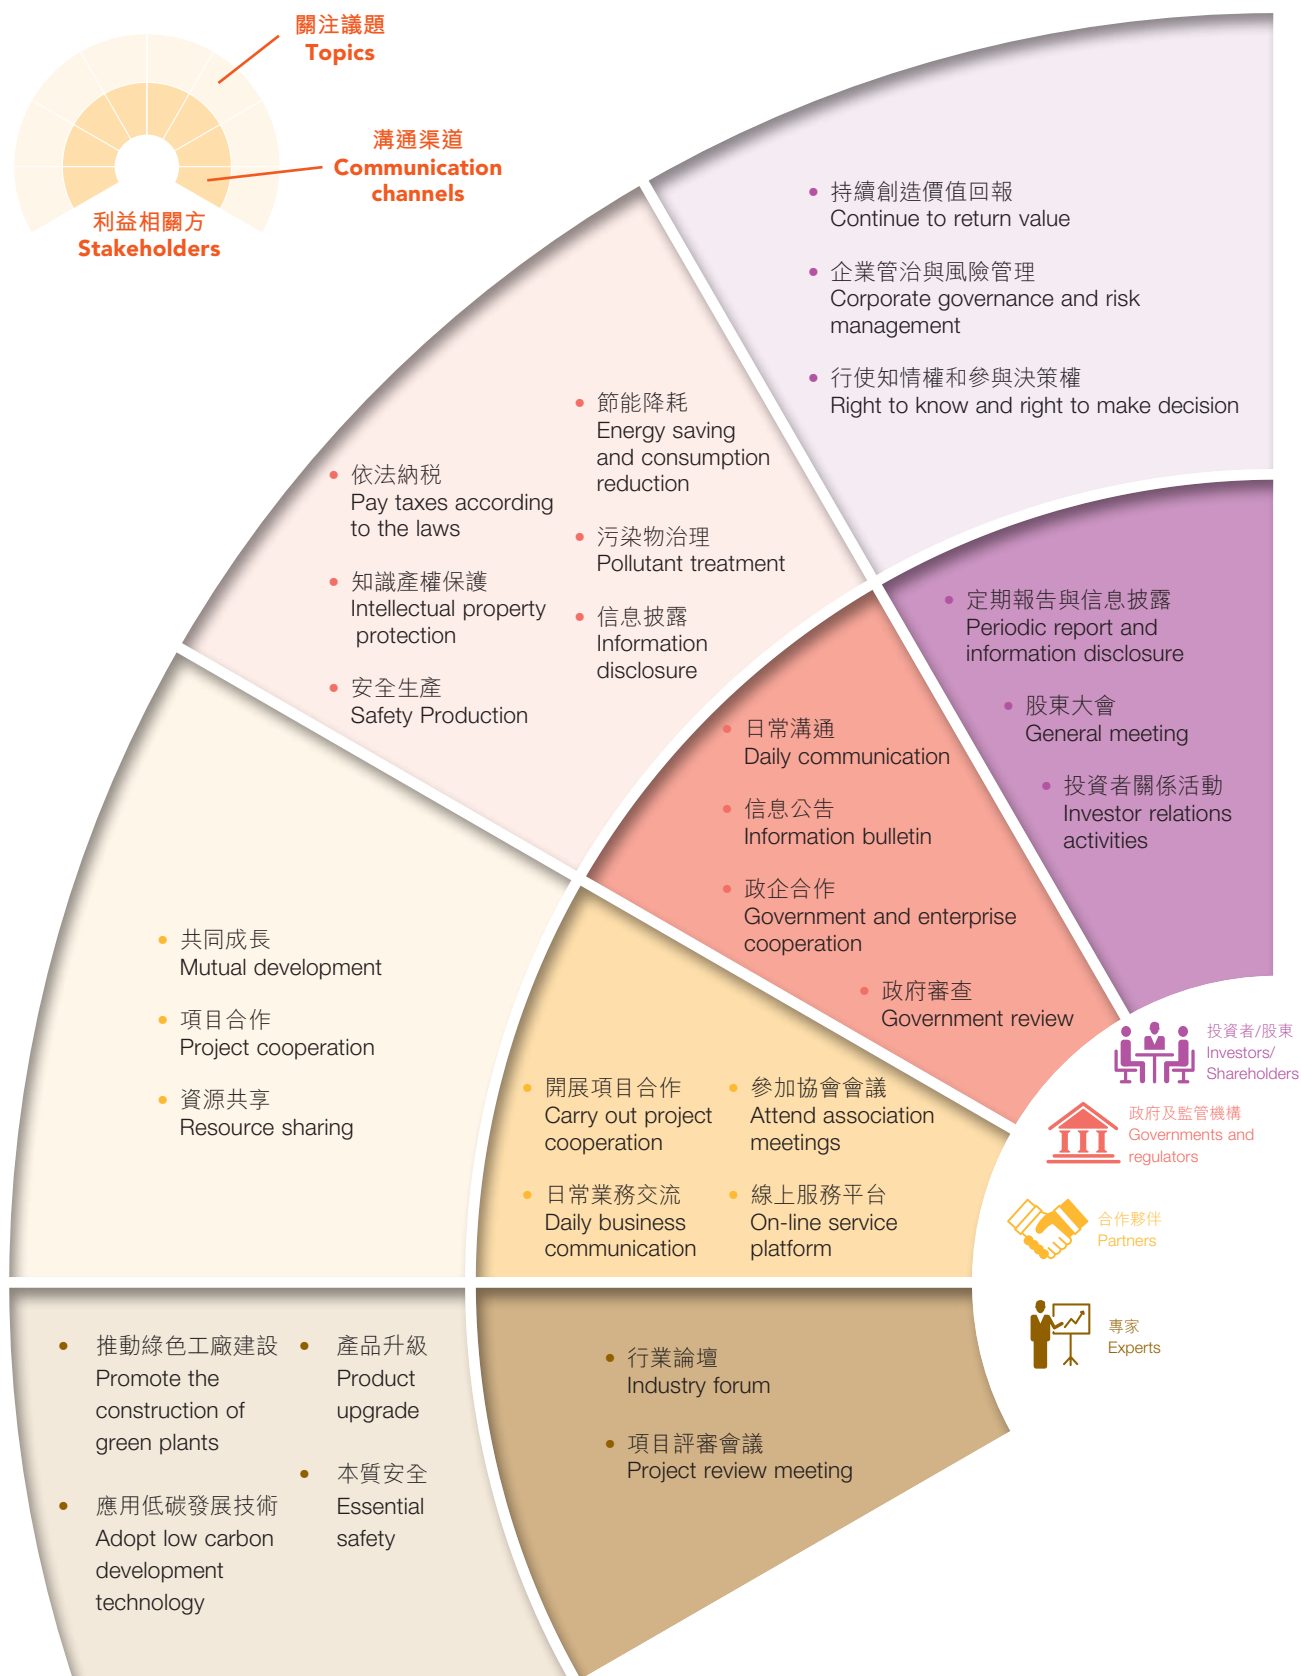 關注議題
Topics
溝通渠道
Communication
channels
利益相關方
Stakeholders
持續創造價值回報
Continue to return value
企業管治與風險管理
Corporate governance and risk
management
行使知情權和參與決策權
Right to know and right to make decision
定期報告與信息披露
Periodic report and
information disclosure
股東大會
General meeting
投資者關係活動
Investor relations
activities
投資者/股東
Investors/
Shareholders
依法納税
Pay taxes according
to the laws
知識產權保護
Intellectual property
protection
安全生產
Safety Production
節能降耗
Energy saving
and consumption
reduction
污染物治理
Pollutant treatment
信息披露
Information
disclosure
日常溝通
Daily communication
信息公告
Information bulletin
政企合作
Government and enterprise
cooperation
政府審查
Government review
政府及監管機構
Governments and
regulators
共同成長
Mutual development
項目合作
Project cooperation
資源共享
Resource sharing
開展項目合作
Carry out project
cooperation
日常業務交流
Daily business
communication
參加協會會議
Attend association
meetings
線上服務平台
On-line service
platform
合作夥伴
Partners
推動綠色工廠建設
Promote the
construction of
green plants
應用低碳發展技術
Adopt low carbon
development
technology
產品升級
Product
upgrade
本質安全
Essential
safety
行業論壇
Industry forum
項目評審會議
Project review meeting
專家
Experts